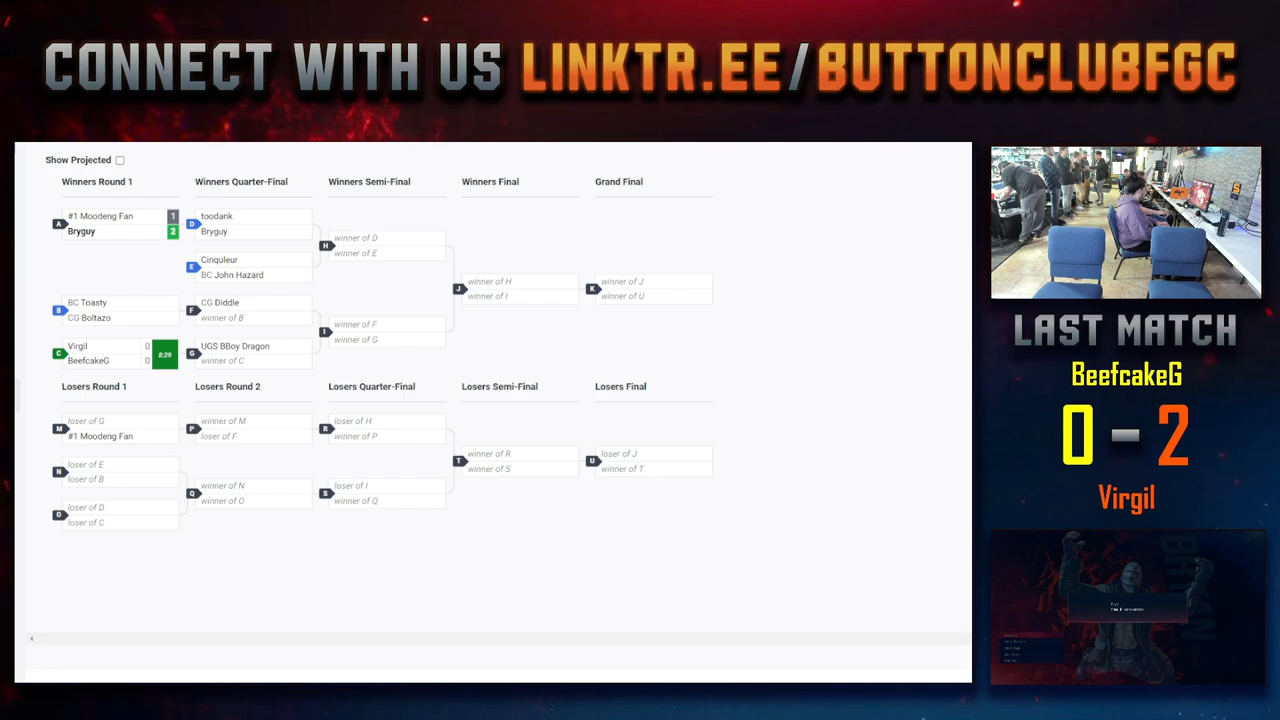 CONNECT WITH US LINKTR.EE/BUTTONCLUBFGC
Show Projected
Winners Round 1
Winners Quarter-Final
Winners Semi-Final
Winners Final
Grand Final
A
#1 Moodeng Fan 1
Bryguy 2
D
toodank
Bryguy
H
winner of D
winner of E
E
Cinquleur
BC John Hazard
J
winner of H
winner of I
K
winner of J
winner of U
B
BC Toasty
CG Boltazo
F
CG Diddle
winner of B
I
winner of F
winner of G
C
Virgil 0
BeefcakeG 0
8:29
G
UGS BBoy Dragon
winner of C
Losers Round 1
Losers Round 2
Losers Quarter-Final
Losers Semi-Final
Losers Final
M
loser of G
#1 Moodeng Fan
P
winner of M
loser of F
R
loser of H
winner of P
N
loser of E
loser of B
T
winner of R
winner of S
U
loser of J
winner of T
Q
winner of N
winner of O
S
loser of I
winner of Q
O
loser of D
loser of C
LAST MATCH
BeefcakeG
0 - 2
Virgil